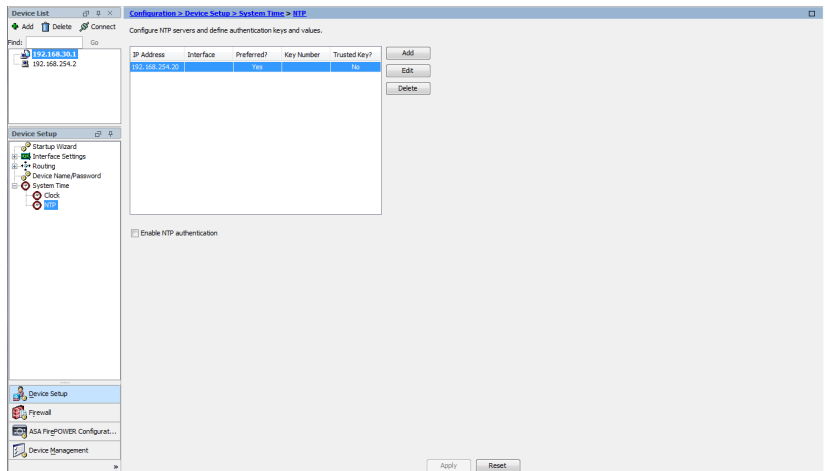 Device List
Add Delete Connect
Find: Go
192.168.30.1
192.168.254.2
Device Setup
Startup Wizard
Interface Settings
Routing
Device Name/Password
System Time
Clock
NTP
Device Setup
Firewall
ASA FirePOWER Configurat...
Device Management
»
Configuration > Device Setup > System Time > NTP
Configure NTP servers and define authentication keys and values.
IP Address Interface Preferred? Key Number Trusted Key?
192.168.254.20 Yes No
Add
Edit
Delete
Enable NTP authentication
Apply Reset